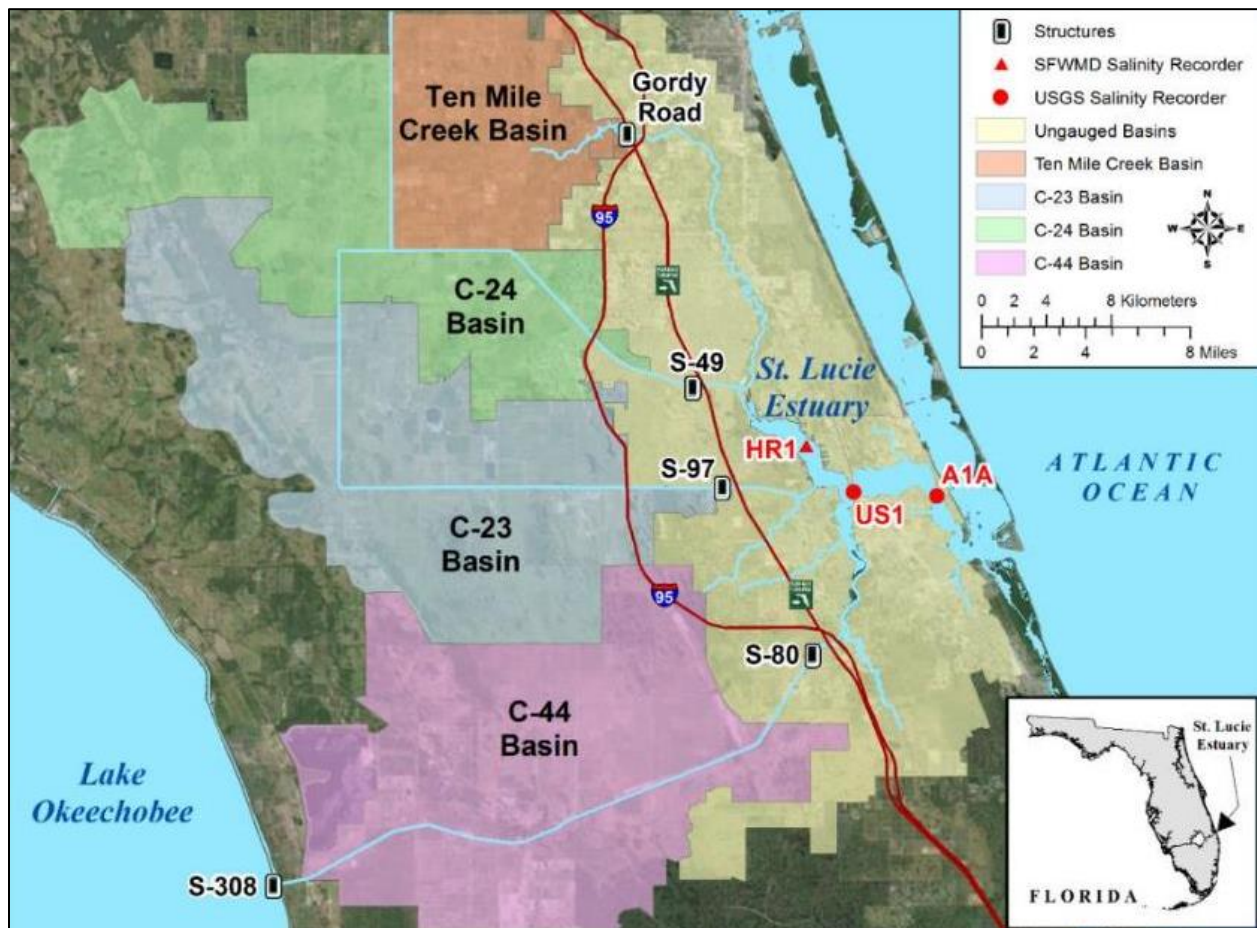 Structures
SFWMD Salinity Recorder
USGS Salinity Recorder
Ungauged Basins
Ten Mile Creek Basin
C-23 Basin
C-24 Basin
C-44 Basin
N
W
E
S
0 2 4 8 Kilometers
0 2 4 8 Miles
Ten Mile
Creek Basin
Gordy
Road
95
C-24
Basin
S-49
St. Lucie
Estuary
HR1
S-97
A1A
US1
ATLANTIC
OCEAN
C-23
Basin
95
S-80
C-44
Basin
Lake
Okeechobee
S-308
St. Lucie
Estuary
FLORIDA